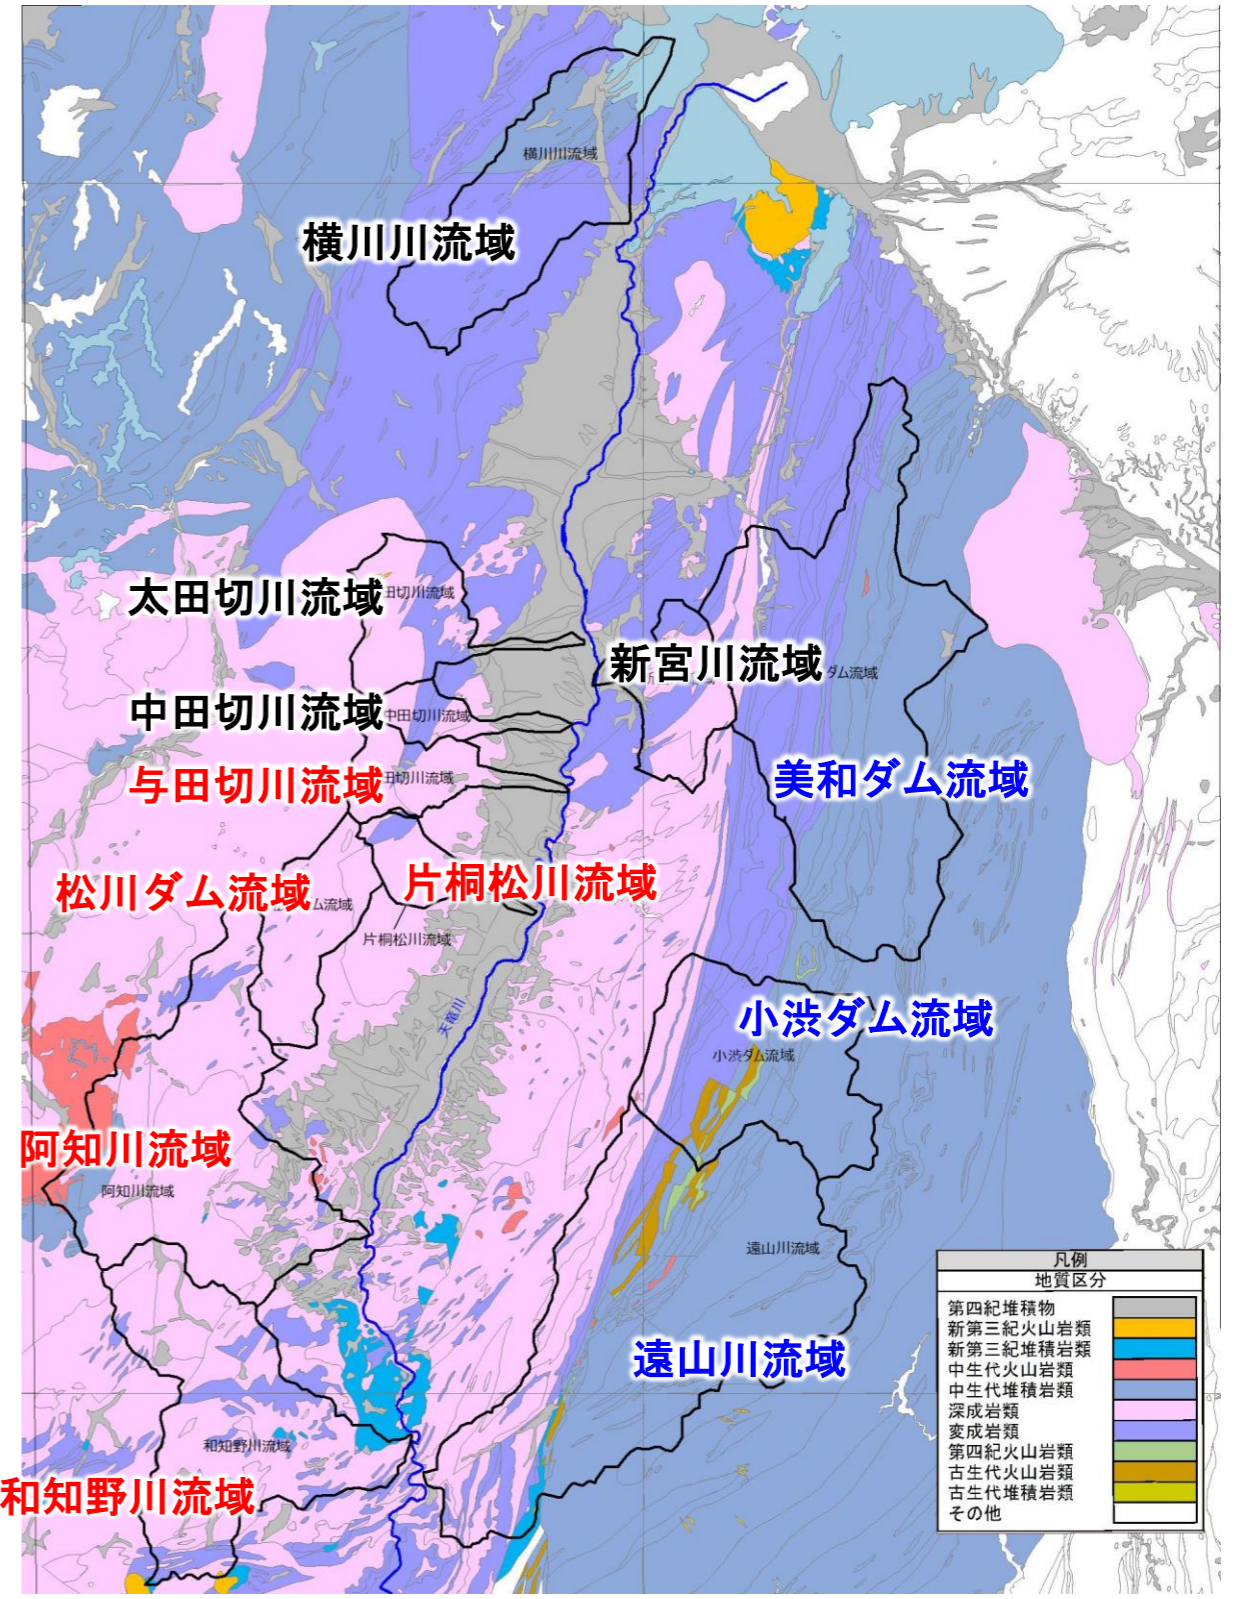 横川川流域
横川川流域
太田切川流域
田切川流域
新宮川流域
ダム流域
中田切川流域
中田切川流域
与田切川流域
田切川流域
美和ダム流域
片桐松川流域
松川ダム流域
ム流域
片桐松川流域
天竜川
小渋ダム流域
小渋ダム流域
阿知川流域
阿知川流域
遠山川流域
遠山川流域
和知野川流域
和知野川流域
凡例
地質区分
第四紀堆積物
新第三紀火山岩類
新第三紀堆積岩類
中生代火山岩類
中生代堆積岩類
深成岩類
変成岩類
第四紀火山岩類
古生代火山岩類
古生代堆積岩類
その他